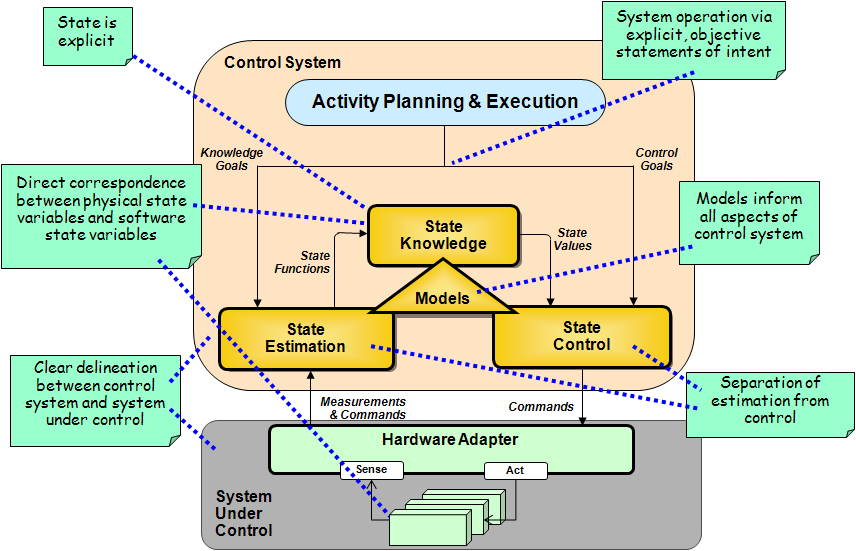 State is
explicit
System operation via
explicit, objective
statements of intent
Control System
Activity Planning & Execution
Knowledge
Goals
Control
Goals
Direct correspondence
between physical state
variables and software
state variables
Models inform
all aspects of
control system
State
Knowledge
State
Functions
State
Values
Models
State
Estimation
State
Control
Clear delineation
between control
system and system
under control
Separation of
estimation from
control
Measurements
& Commands
Commands
Hardware Adapter
Sense
Act
System
Under
Control